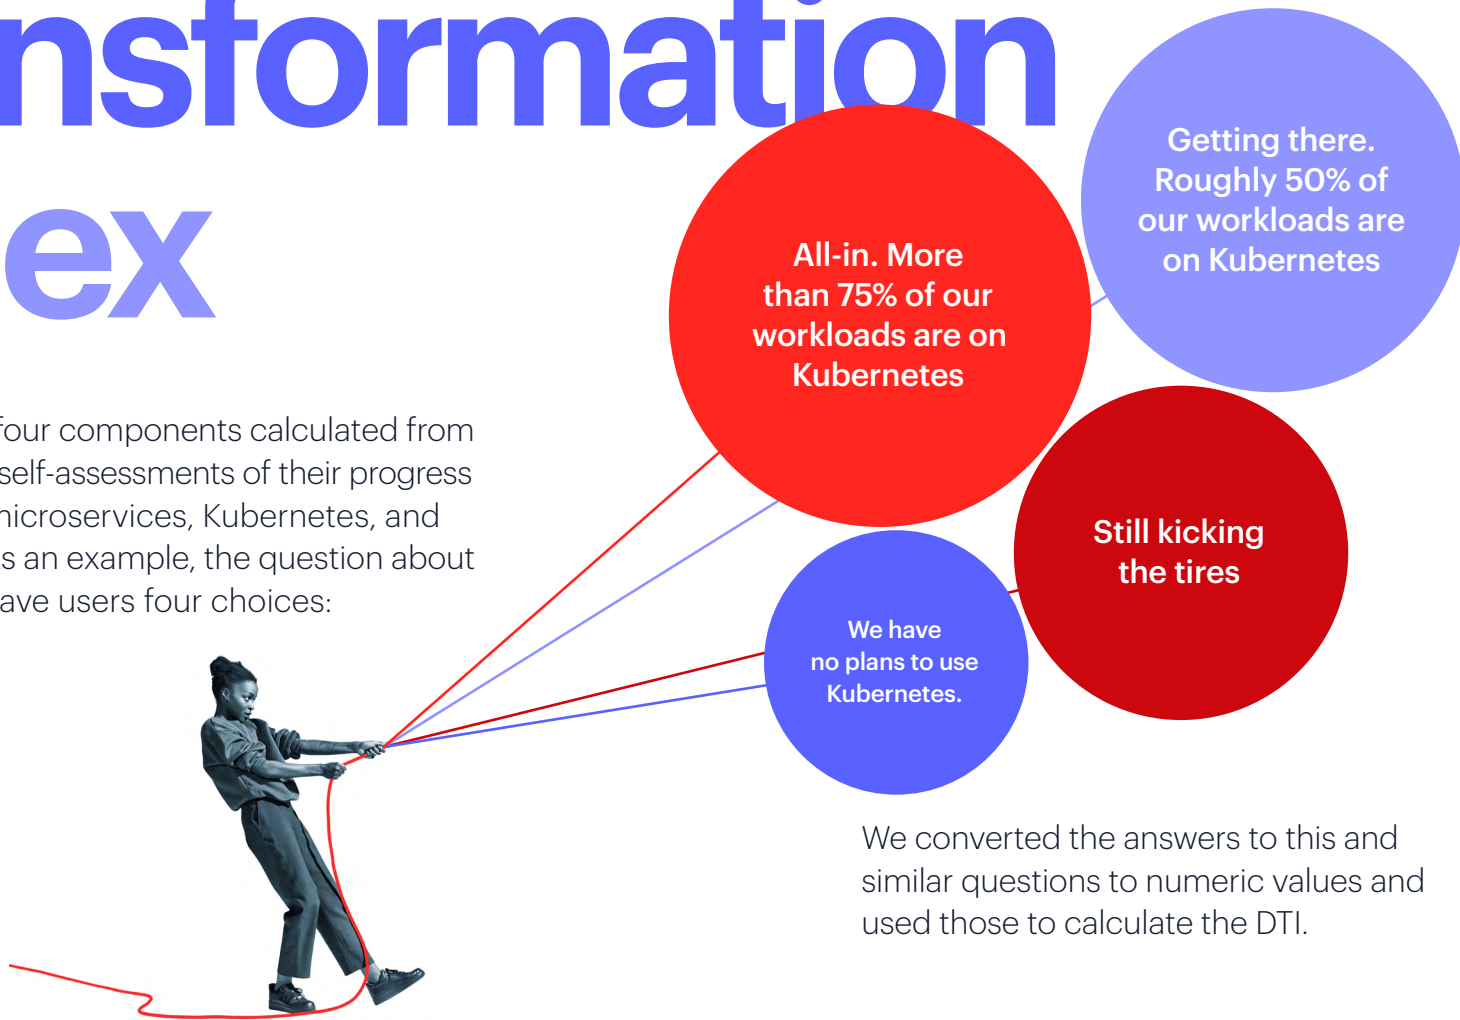 nsformation
ex
four components calculated from
self-assessments of their progress
microservices, Kubernetes, and
s an example, the question about
ave users four choices:
All-in. More
than 75% of our
workloads are on
Kubernetes
Getting there.
Roughly 50% of
our workloads are
on Kubernetes
Still kicking
the tires
We have
no plans to use
Kubernetes.
We converted the answers to this and
similar questions to numeric values and
used those to calculate the DTI.